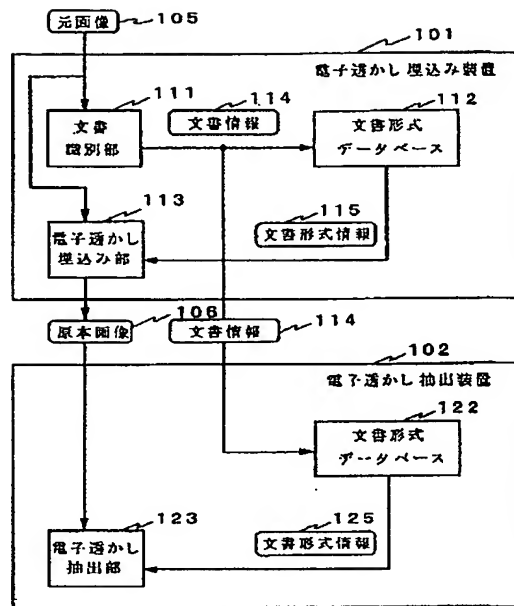 元画像
105
101
電子透かし 埋込み装置
111
114
112
文書
識別部
文書情報
文書形式
データベース
113
115
電子透かし
埋込み部
文書形式情報
106
114
原本画像
文書情報
102
電子透かし 抽出装置
122
文書形式
データベース
123
125
電子透かし
抽出部
文書形式情報